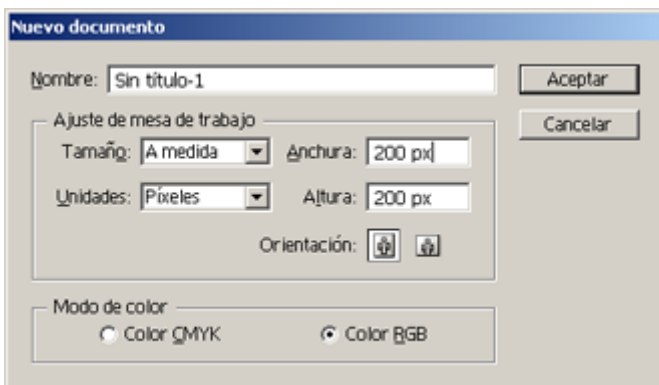 Nuevo documento
Nombre: Sin título-1 Aceptar
Ajuste de mesa de trabajo Cancelar
Tamaño: A medida Anchura: 200 px
Unidades: Píxeles Altura: 200 px
Orientación:
Modo de color
Color CMYK Color RGB